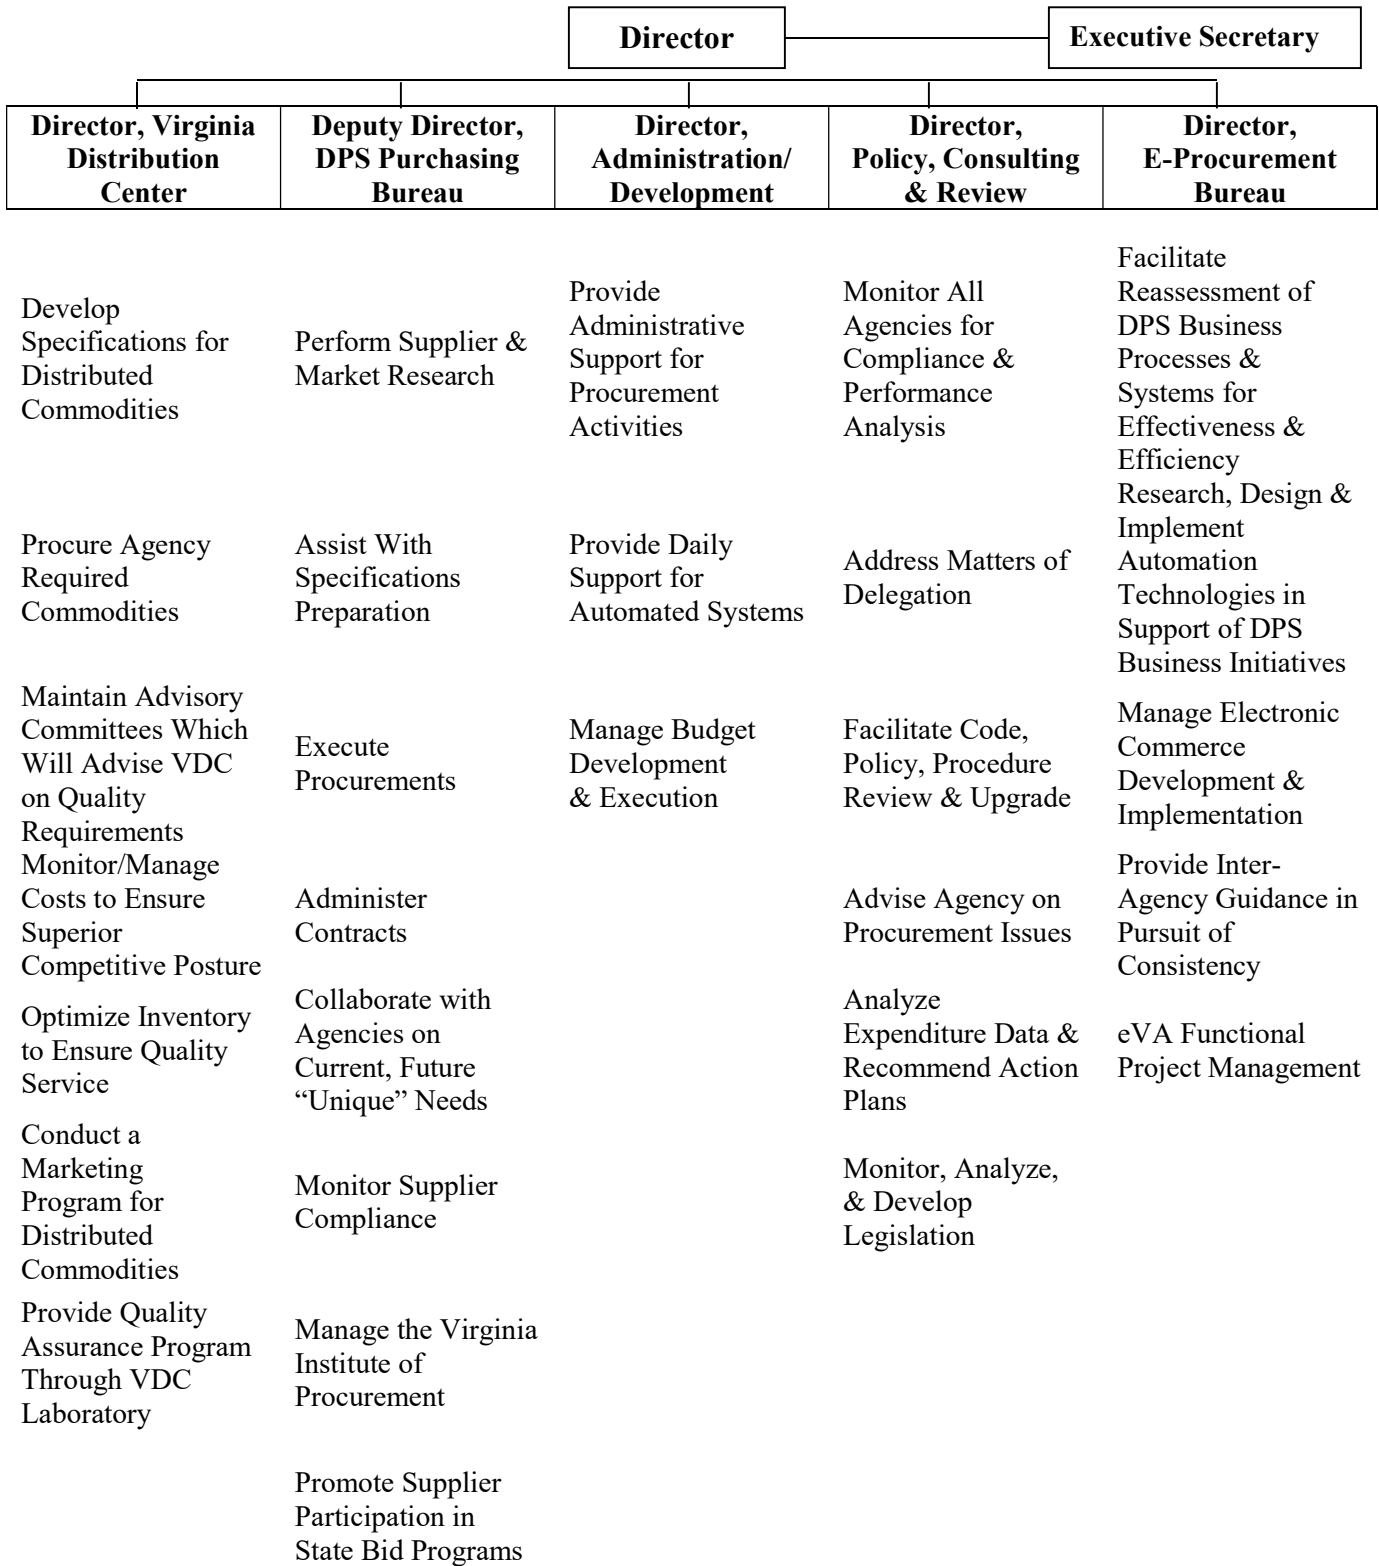 Director
Executive Secretary
Director, Virginia
Distribution
Center
Deputy Director,
DPS Purchasing
Bureau
Director,
Administration/
Development
Director,
Policy, Consulting
& Review
Director,
E-Procurement
Bureau
Develop
Specifications for
Distributed
Commodities
Perform Supplier &
Market Research
Provide
Administrative
Support for
Procurement
Activities
Monitor All
Agencies for
Compliance &
Performance
Analysis
Facilitate
Reassessment of
DPS Business
Processes &
Systems for
Effectiveness &
Efficiency
Procure Agency
Required
Commodities
Assist With
Specifications
Preparation
Provide Daily
Support for
Automated Systems
Address Matters of
Delegation
Research, Design &
Implement
Automation
Technologies in
Support of DPS
Business Initiatives
Maintain Advisory
Committees Which
Will Advise VDC
on Quality
Requirements
Execute
Procurements
Manage Budget
Development
& Execution
Facilitate Code,
Policy, Procedure
Review & Upgrade
Manage Electronic
Commerce
Development &
Implementation
Monitor/Manage
Costs to Ensure
Superior
Competitive Posture
Administer
Contracts
Advise Agency on
Procurement Issues
Provide Inter-
Agency Guidance in
Pursuit of
Consistency
Optimize Inventory
to Ensure Quality
Service
Collaborate with
Agencies on
Current, Future
“Unique” Needs
Analyze
Expenditure Data &
Recommend Action
Plans
eVA Functional
Project Management
Conduct a
Marketing
Program for
Distributed
Commodities
Monitor Supplier
Compliance
Monitor, Analyze,
& Develop
Legislation
Provide Quality
Assurance Program
Through VDC
Laboratory
Manage the Virginia
Institute of
Procurement
Promote Supplier
Participation in
State Bid Programs